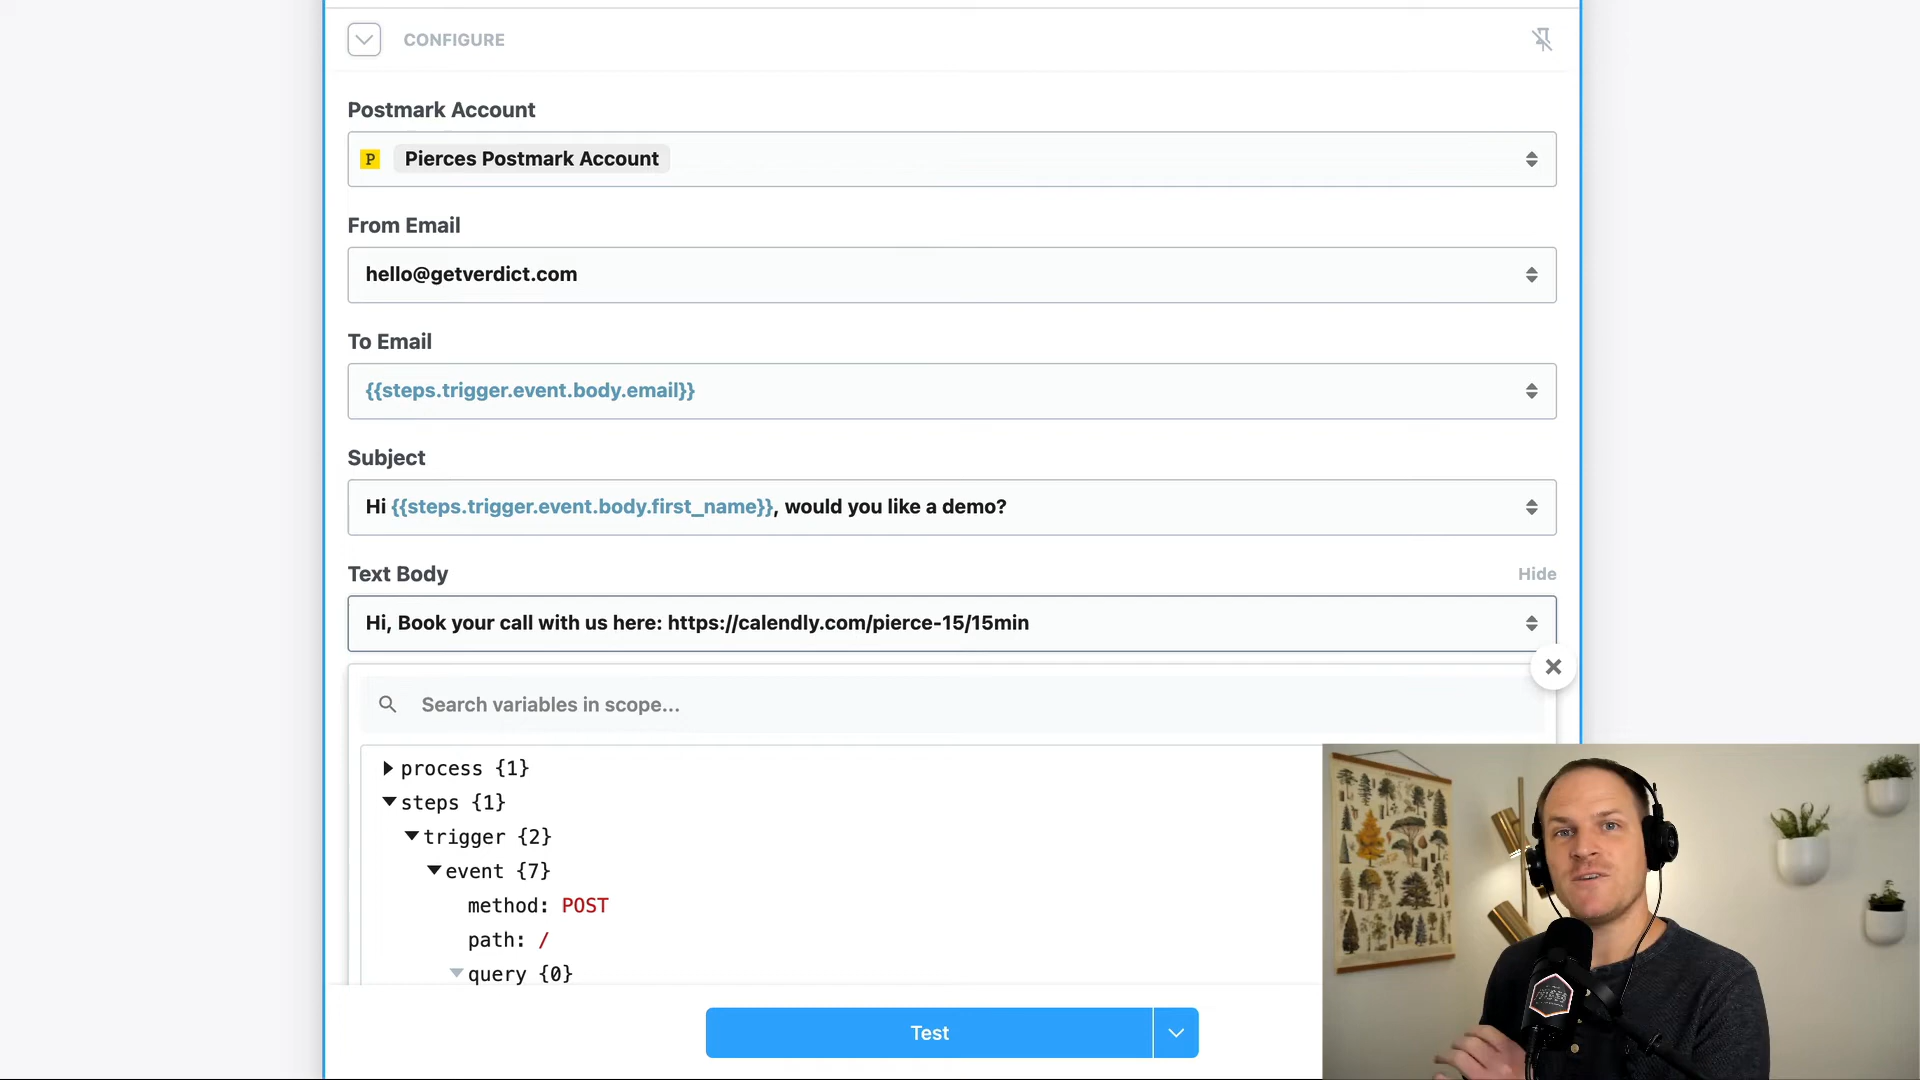 CONFIGURE
Postmark Account
P Pierces Postmark Account
From Email
hello@getverdict.com
To Email
{{steps.trigger.event.body.email}}
Subject
Hi {{steps.trigger.event.body.first_name}}, would you like a demo?
Text Body
Hide
Hi, Book your call with us here: https://calendly.com/pierce-15/15min
Search variables in scope...
process {1}
steps {1}
trigger {2}
event {7}
method: POST
path: /
query {0}
Test